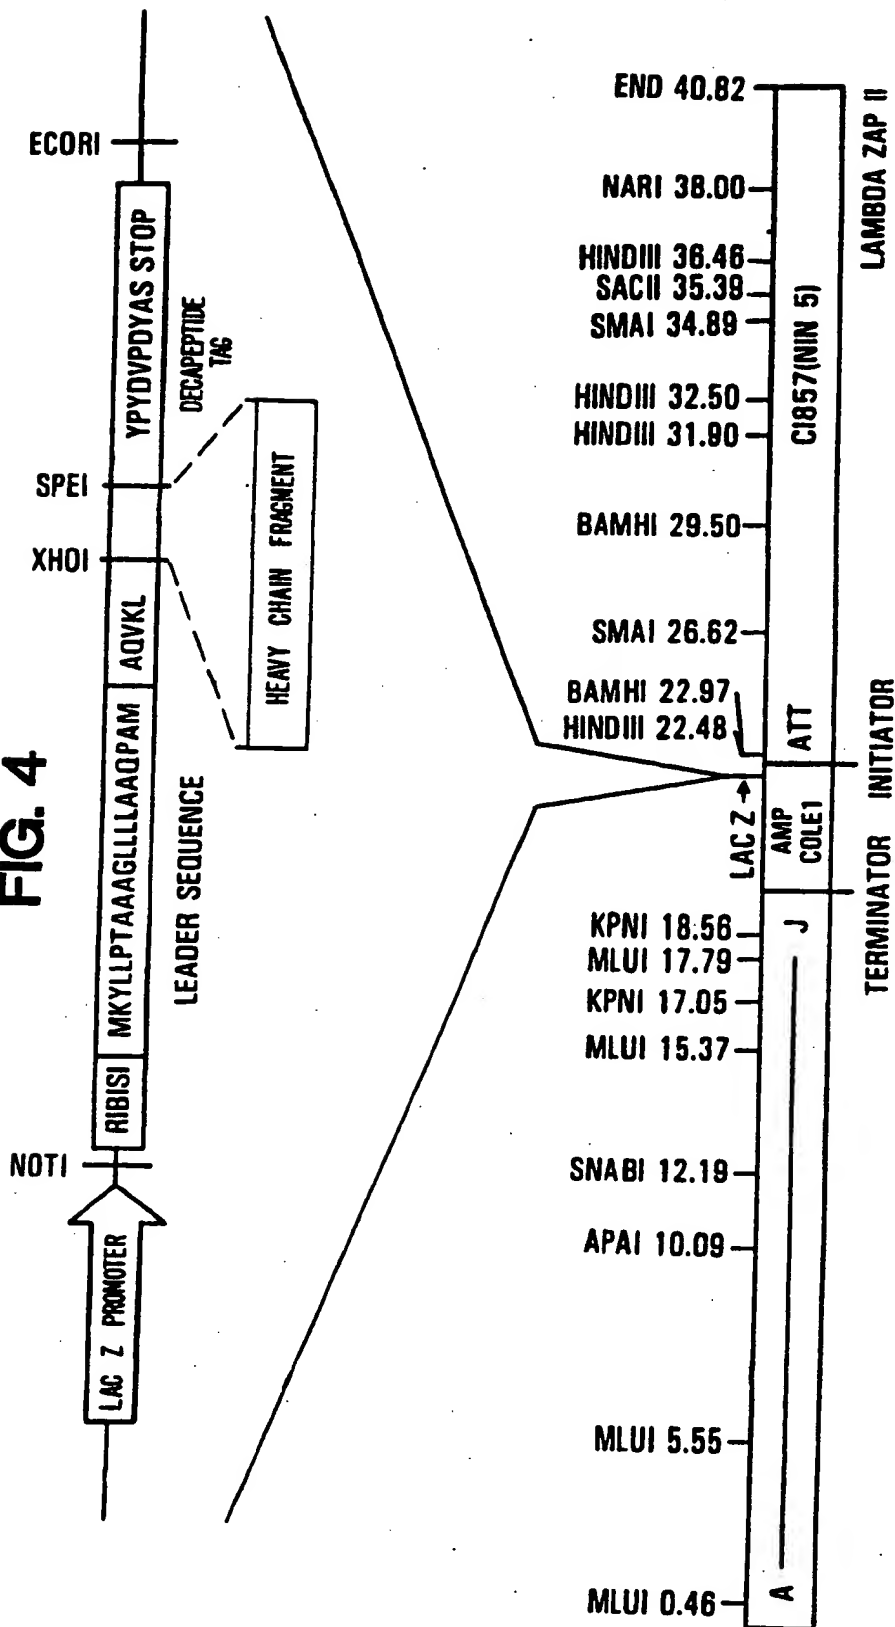 FIG. 4
LAC Z PROMOTER
NOTI
RIBISI
MKYLLPTAAAGLLLLAAQPAM
AQVKL
XHOI
SPEI
YPYDVPDYAS STOP
ECORI
LEADER SEQUENCE
DECAPEPTIDE
TAG
HEAVY CHAIN FRAGMENT
END 40.82
NARI 38.00
HINDIII 36.46
SACII 35.39
SMAI 34.89
HINDIII 32.50
HINDIII 31.90
BAMHI 29.50
SMAI 26.62
BAMHI 22.97
HINDIII 22.48
LAC Z
KPNI 18.56
MLUI 17.79
KPNI 17.05
MLUI 15.37
SNABI 12.19
APAI 10.09
MLUI 5.55
MLUI 0.46
A
J
AMP
COLE1
ATT
CI857(NIN 5)
TERMINATOR
INITIATOR
LAMBDA ZAP II